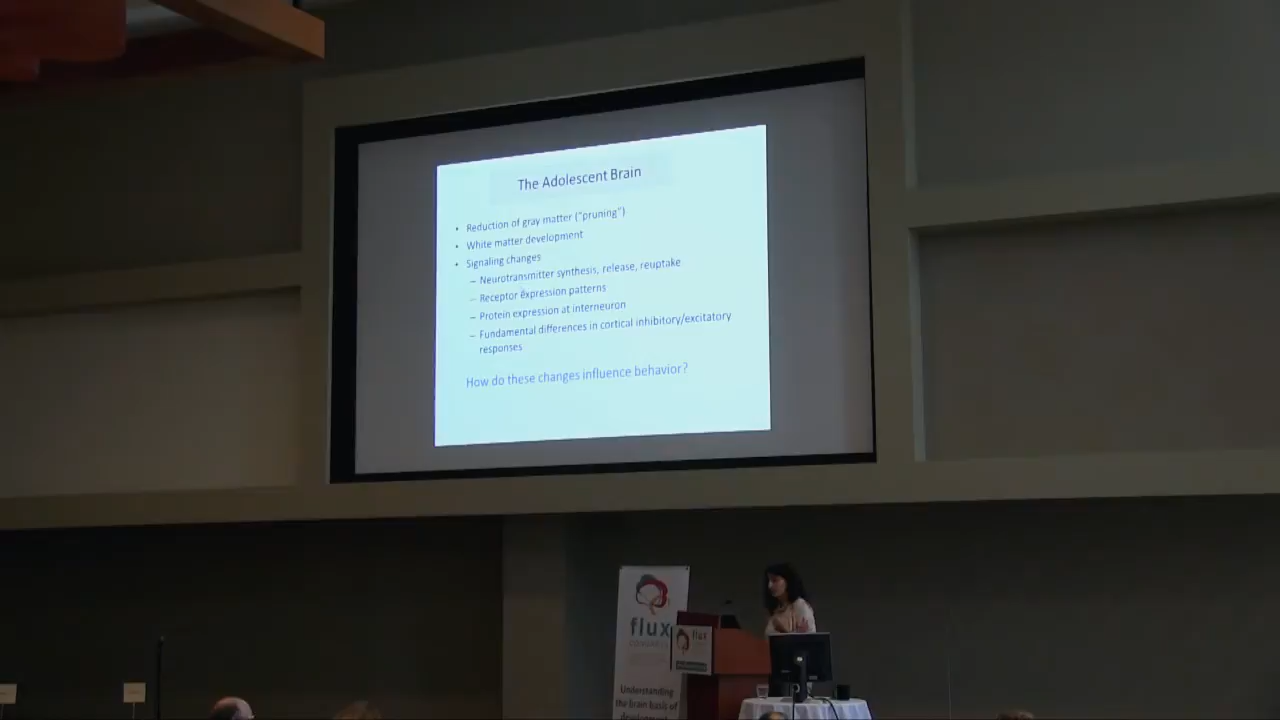 The Adolescent Brain
• Reduction of gray matter ("pruning")
• White matter development
• Signaling changes
– Neurotransmitter synthesis, release, reuptake
– Receptor expression patterns
– Protein expression at interneuron
– Fundamental differences in cortical inhibitory/excitatory
responses
How do these changes influence behavior?
flux
flux
Understanding
the brain basis of
development